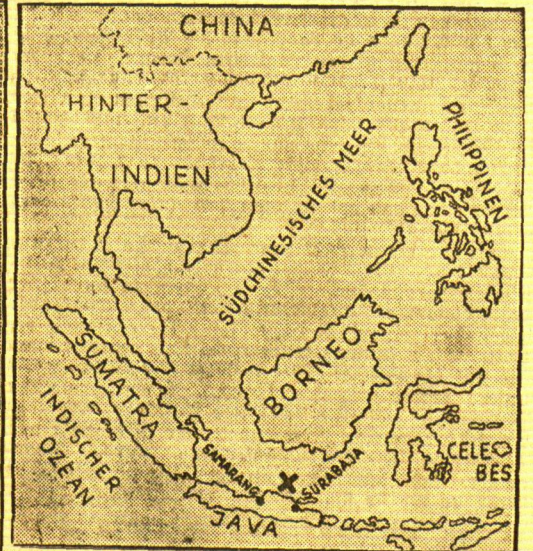 CHINA
HINTER-
INDIEN
PHILIPPINEN
SÜDCHINESISCHES MEER
BORNEO
SUMATRA
INDISCHER
OZEAN
SAMARANG
SURABAJA
CELE
BES
JAVA